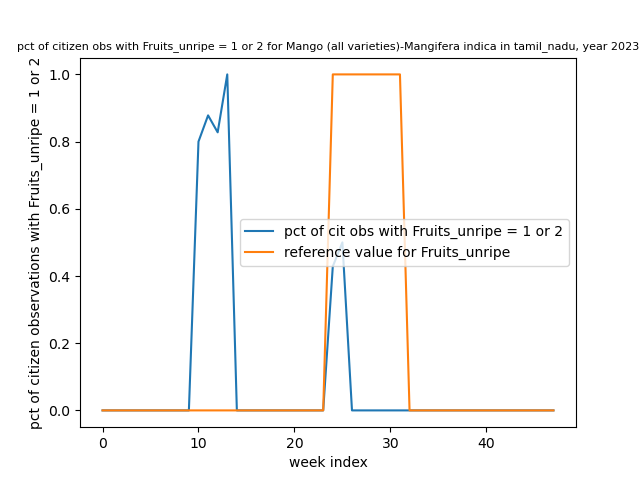 pct of citizen obs with Fruits_unripe = 1 or 2 for Mango (all varieties)-Mangifera indica in tamil_nadu, year 2023
pct of citizen observations with Fruits_unripe = 1 or 2
1.0
0.8
0.6
0.4
0.2
0.0
pct of cit obs with Fruits_unripe = 1 or 2
reference value for Fruits_unripe
0 10 20 30 40
week index